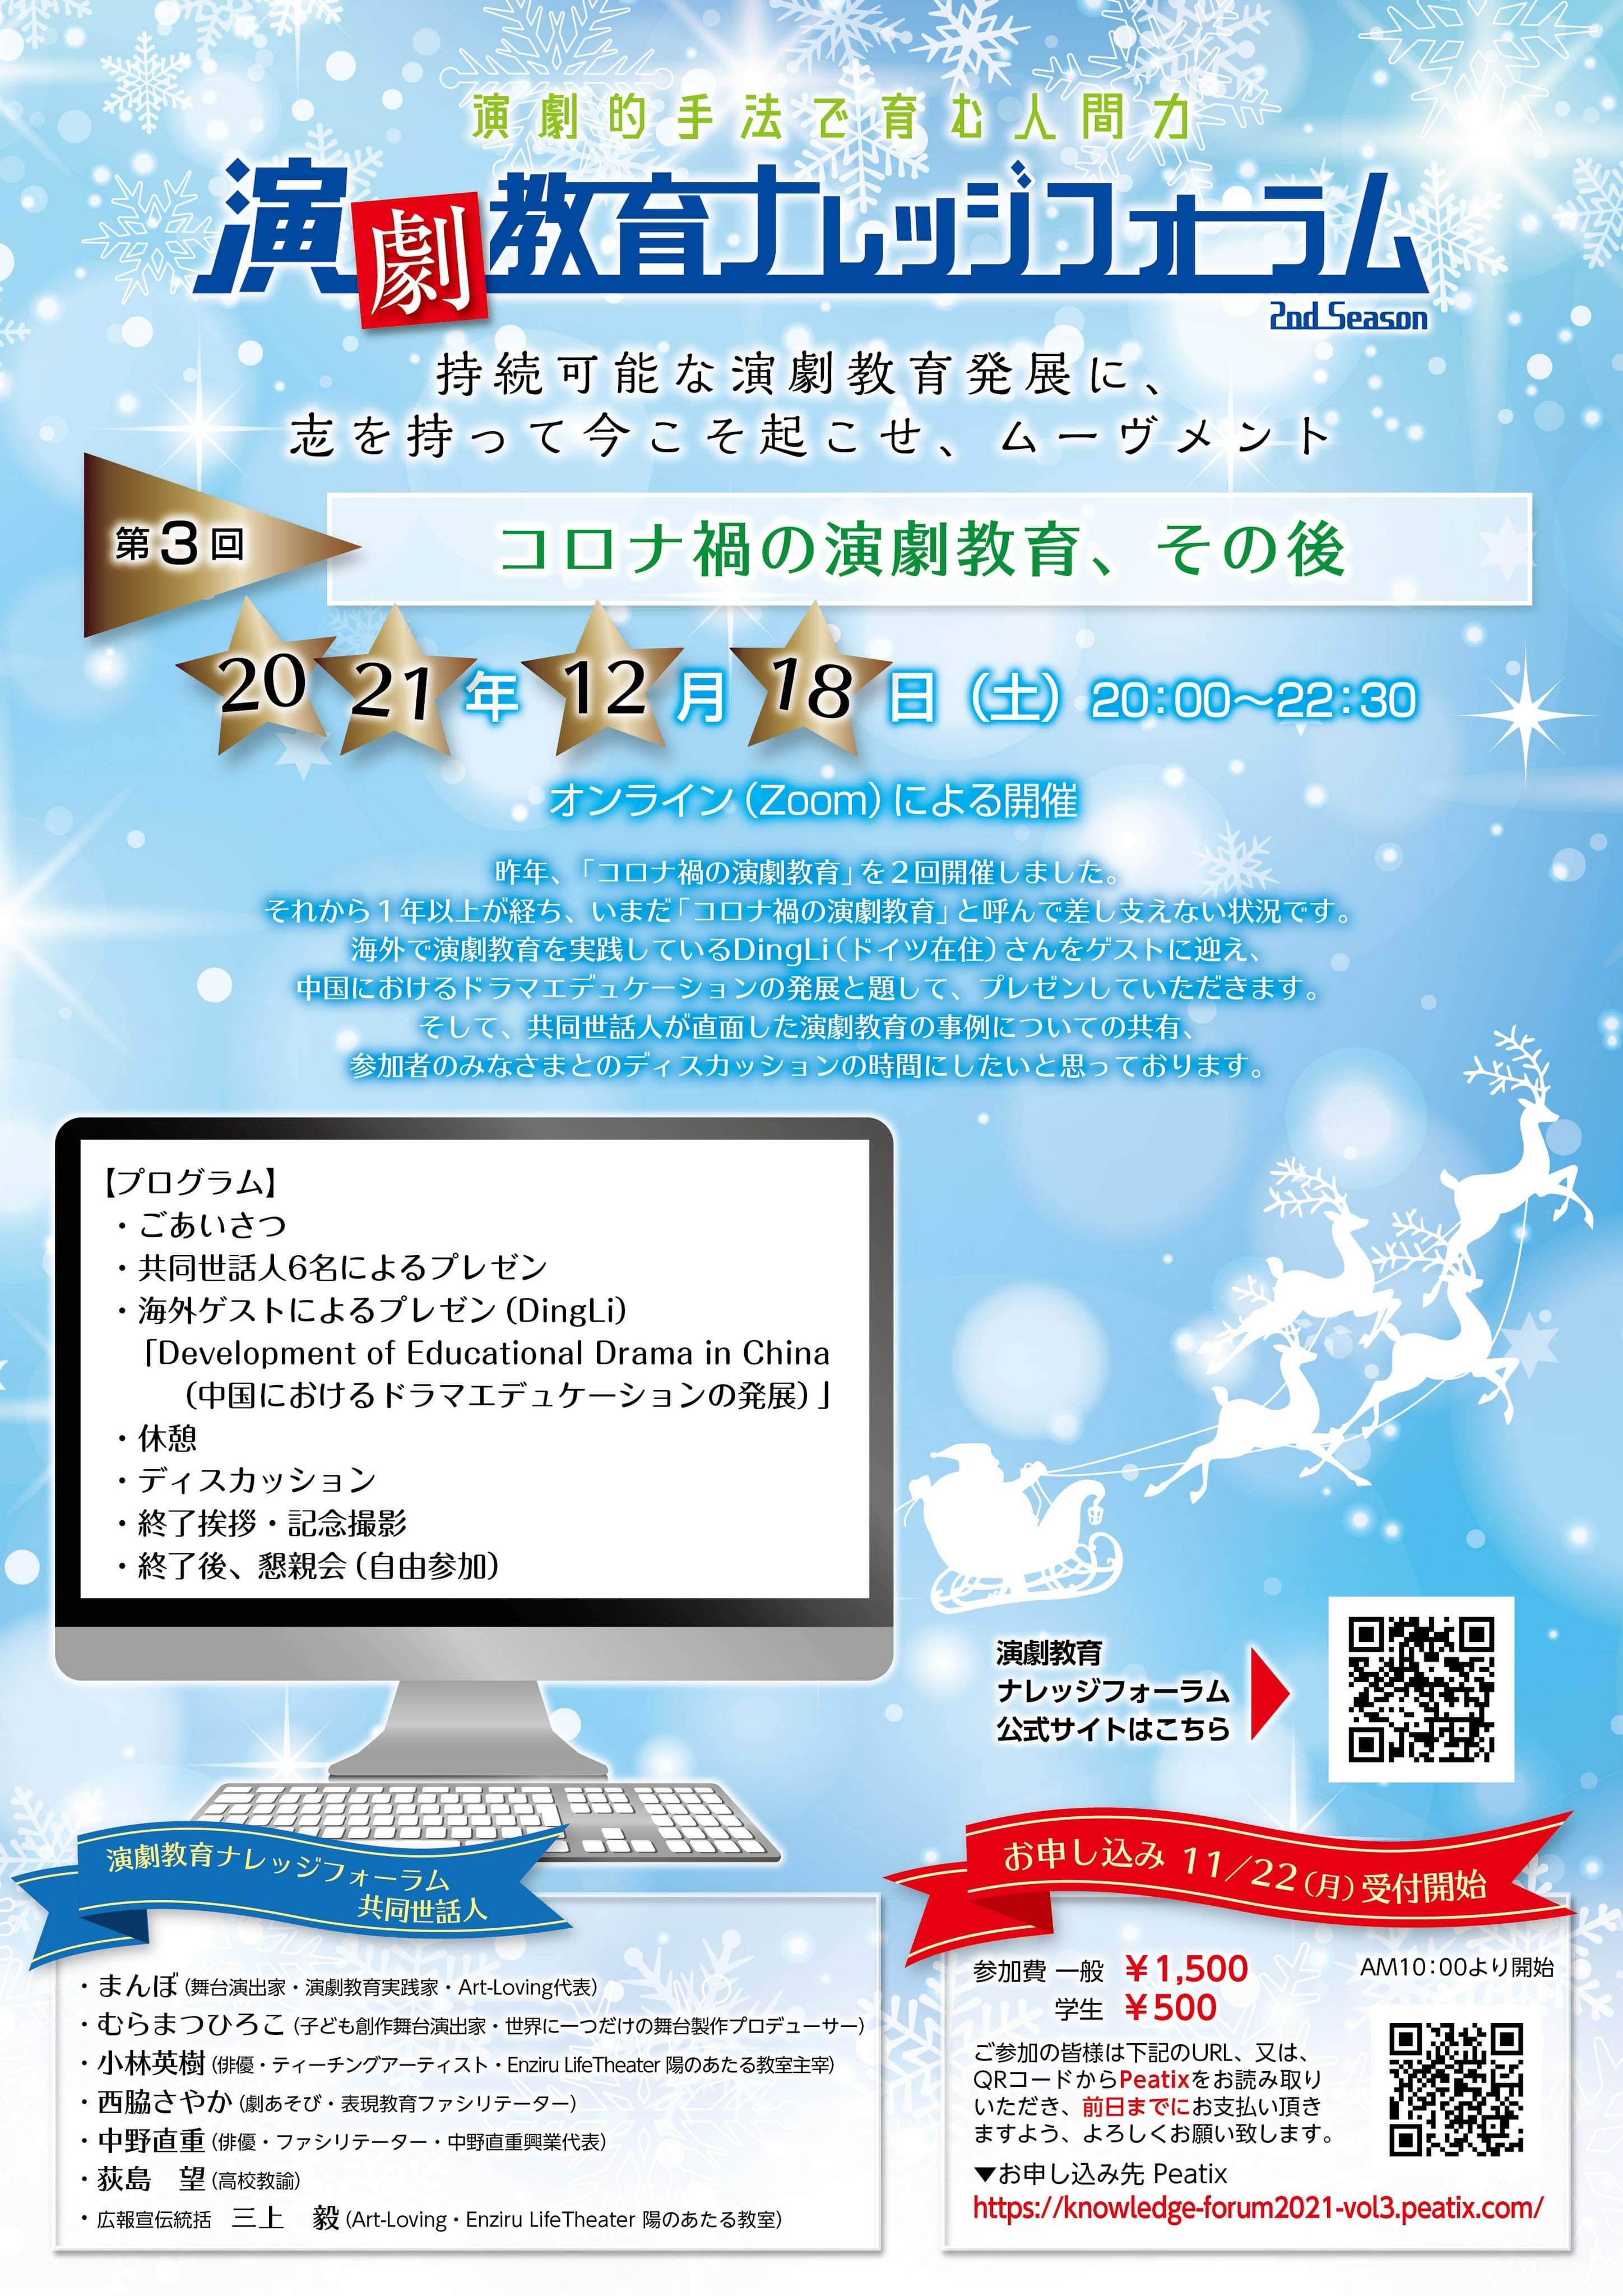 演劇的手法で育む人間力
演劇教育ナレッジフォーラム
2nd Season
持続可能な演劇教育発展に、
志を持って今こそ起こせ、ムーヴメント
第3回
コロナ禍の演劇教育、その後
2021年12月18日(土) 20:00〜22:30
オンライン(Zoom)による開催
昨年、「コロナ禍の演劇教育」を2回開催しました。
それから1年以上が経ち、いまだ「コロナ禍の演劇教育」と呼んで差し支えない状況です。
海外で演劇教育を実践しているDingLi(ドイツ在住)さんをゲストに迎え、
中国におけるドラマエデュケーションの発展と題して、プレゼンしていただきます。
そして、共同世話人が直面した演劇教育の事例についての共有、
参加者のみなさまとのディスカッションの時間にしたいと思っております。
【プログラム】
・ごあいさつ
・共同世話人6名によるプレゼン
・海外ゲストによるプレゼン(DingLi)
「Development of Educational Drama in China
(中国におけるドラマエデュケーションの発展)」
・休憩
・ディスカッション
・終了挨拶・記念撮影
・終了後、懇親会(自由参加)
演劇教育
ナレッジフォーラム
公式サイトはこちら
演劇教育ナレッジフォーラム
共同世話人
・まんぼ(舞台演出家・演劇教育実践家・Art-Loving代表)
・むらまつひろこ(子ども創作舞台演出家・世界に一つだけの舞台製作プロデューサー)
・小林英樹(俳優・ティーチングアーティスト・Enziru LifeTheater 陽のあたる教室主宰)
・西脇さやか(劇あそび・表現教育ファシリテーター)
・中野直重(俳優・ファシリテーター・中野直重興業代表)
・荻島　望(高校教諭)
・広報宣伝統括　三上　毅(Art-Loving・Enziru LifeTheater 陽のあたる教室)
お申し込み 11/22(月)受付開始
参加費 一般 ¥1,500
AM10:00より開始
学生 ¥500
ご参加の皆様は下記のURL、又は、
QRコードからPeatixをお読み取り
いただき、前日までにお支払い頂き
ますよう、よろしくお願い致します。
▼お申し込み先 Peatix
https://knowledge-forum2021-vol3.peatix.com/